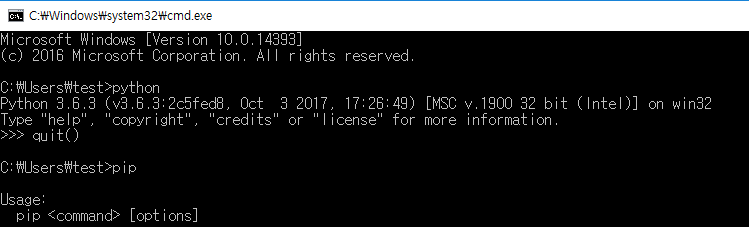 C:₩Windows₩system32₩cmd.exe
Microsoft Windows [Version 10.0.14393]
(c) 2016 Microsoft Corporation. All rights reserved.
C:₩Users₩test>python
Python 3.6.3 (v3.6.3:2c5fed8, Oct  3 2017, 17:26:49) [MSC v.1900 32 bit (Intel)] on win32
Type "help", "copyright", "credits" or "license" for more information.
>>> quit()
C:₩Users₩test>pip
Usage:
  pip <command> [options]